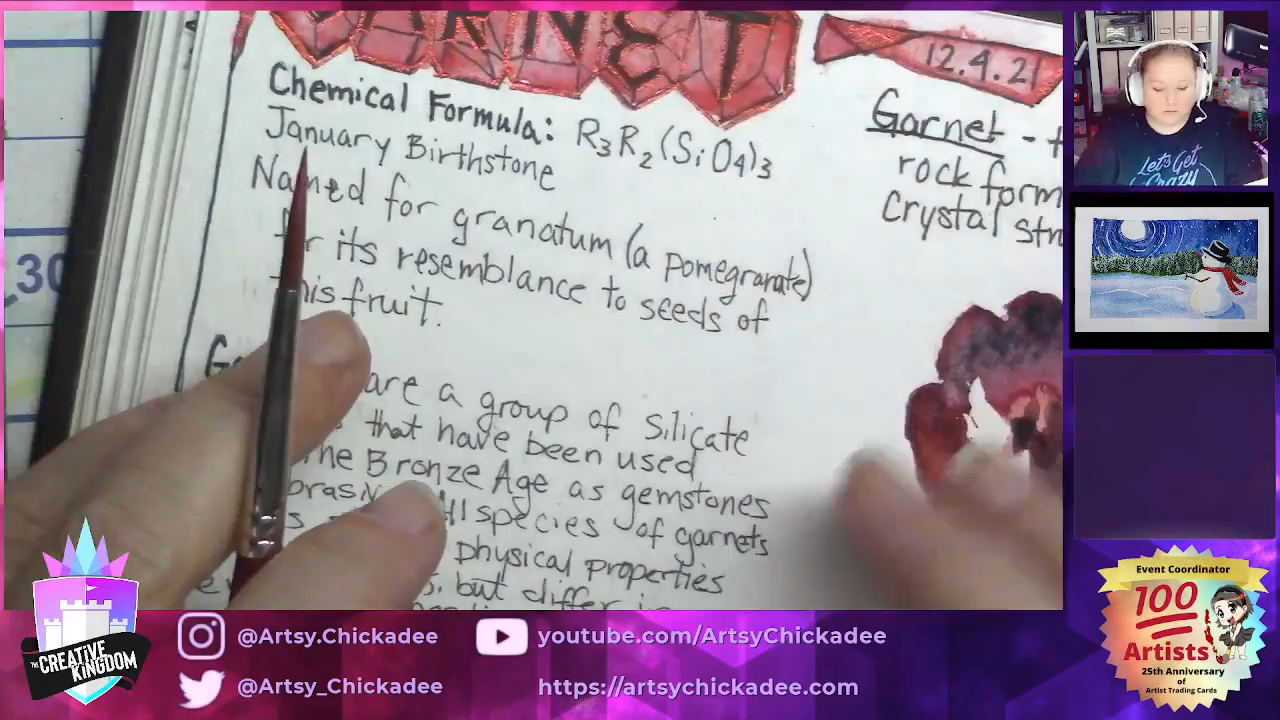 GARNET
12.4.21
Chemical Formula: R3R2(SiO4)3
January Birthstone
Named for granatum (a pomegranate)
for its resemblance to seeds of
this fruit.
are a group of silicate
that have been used
the Bronze Age as gemstones
All species of garnets
physical properties
but differ in
Garnet -
rock form
Crystal str
30
LET'S GET
Crazy
THE CREATIVE
KINGDOM
@Artsy.Chickadee
youtube.com/ArtsyChickadee
@Artsy_Chickadee
https://artsychickadee.com
Event Coordinator
100
Artists
25th Anniversary
of
Artist Trading Cards